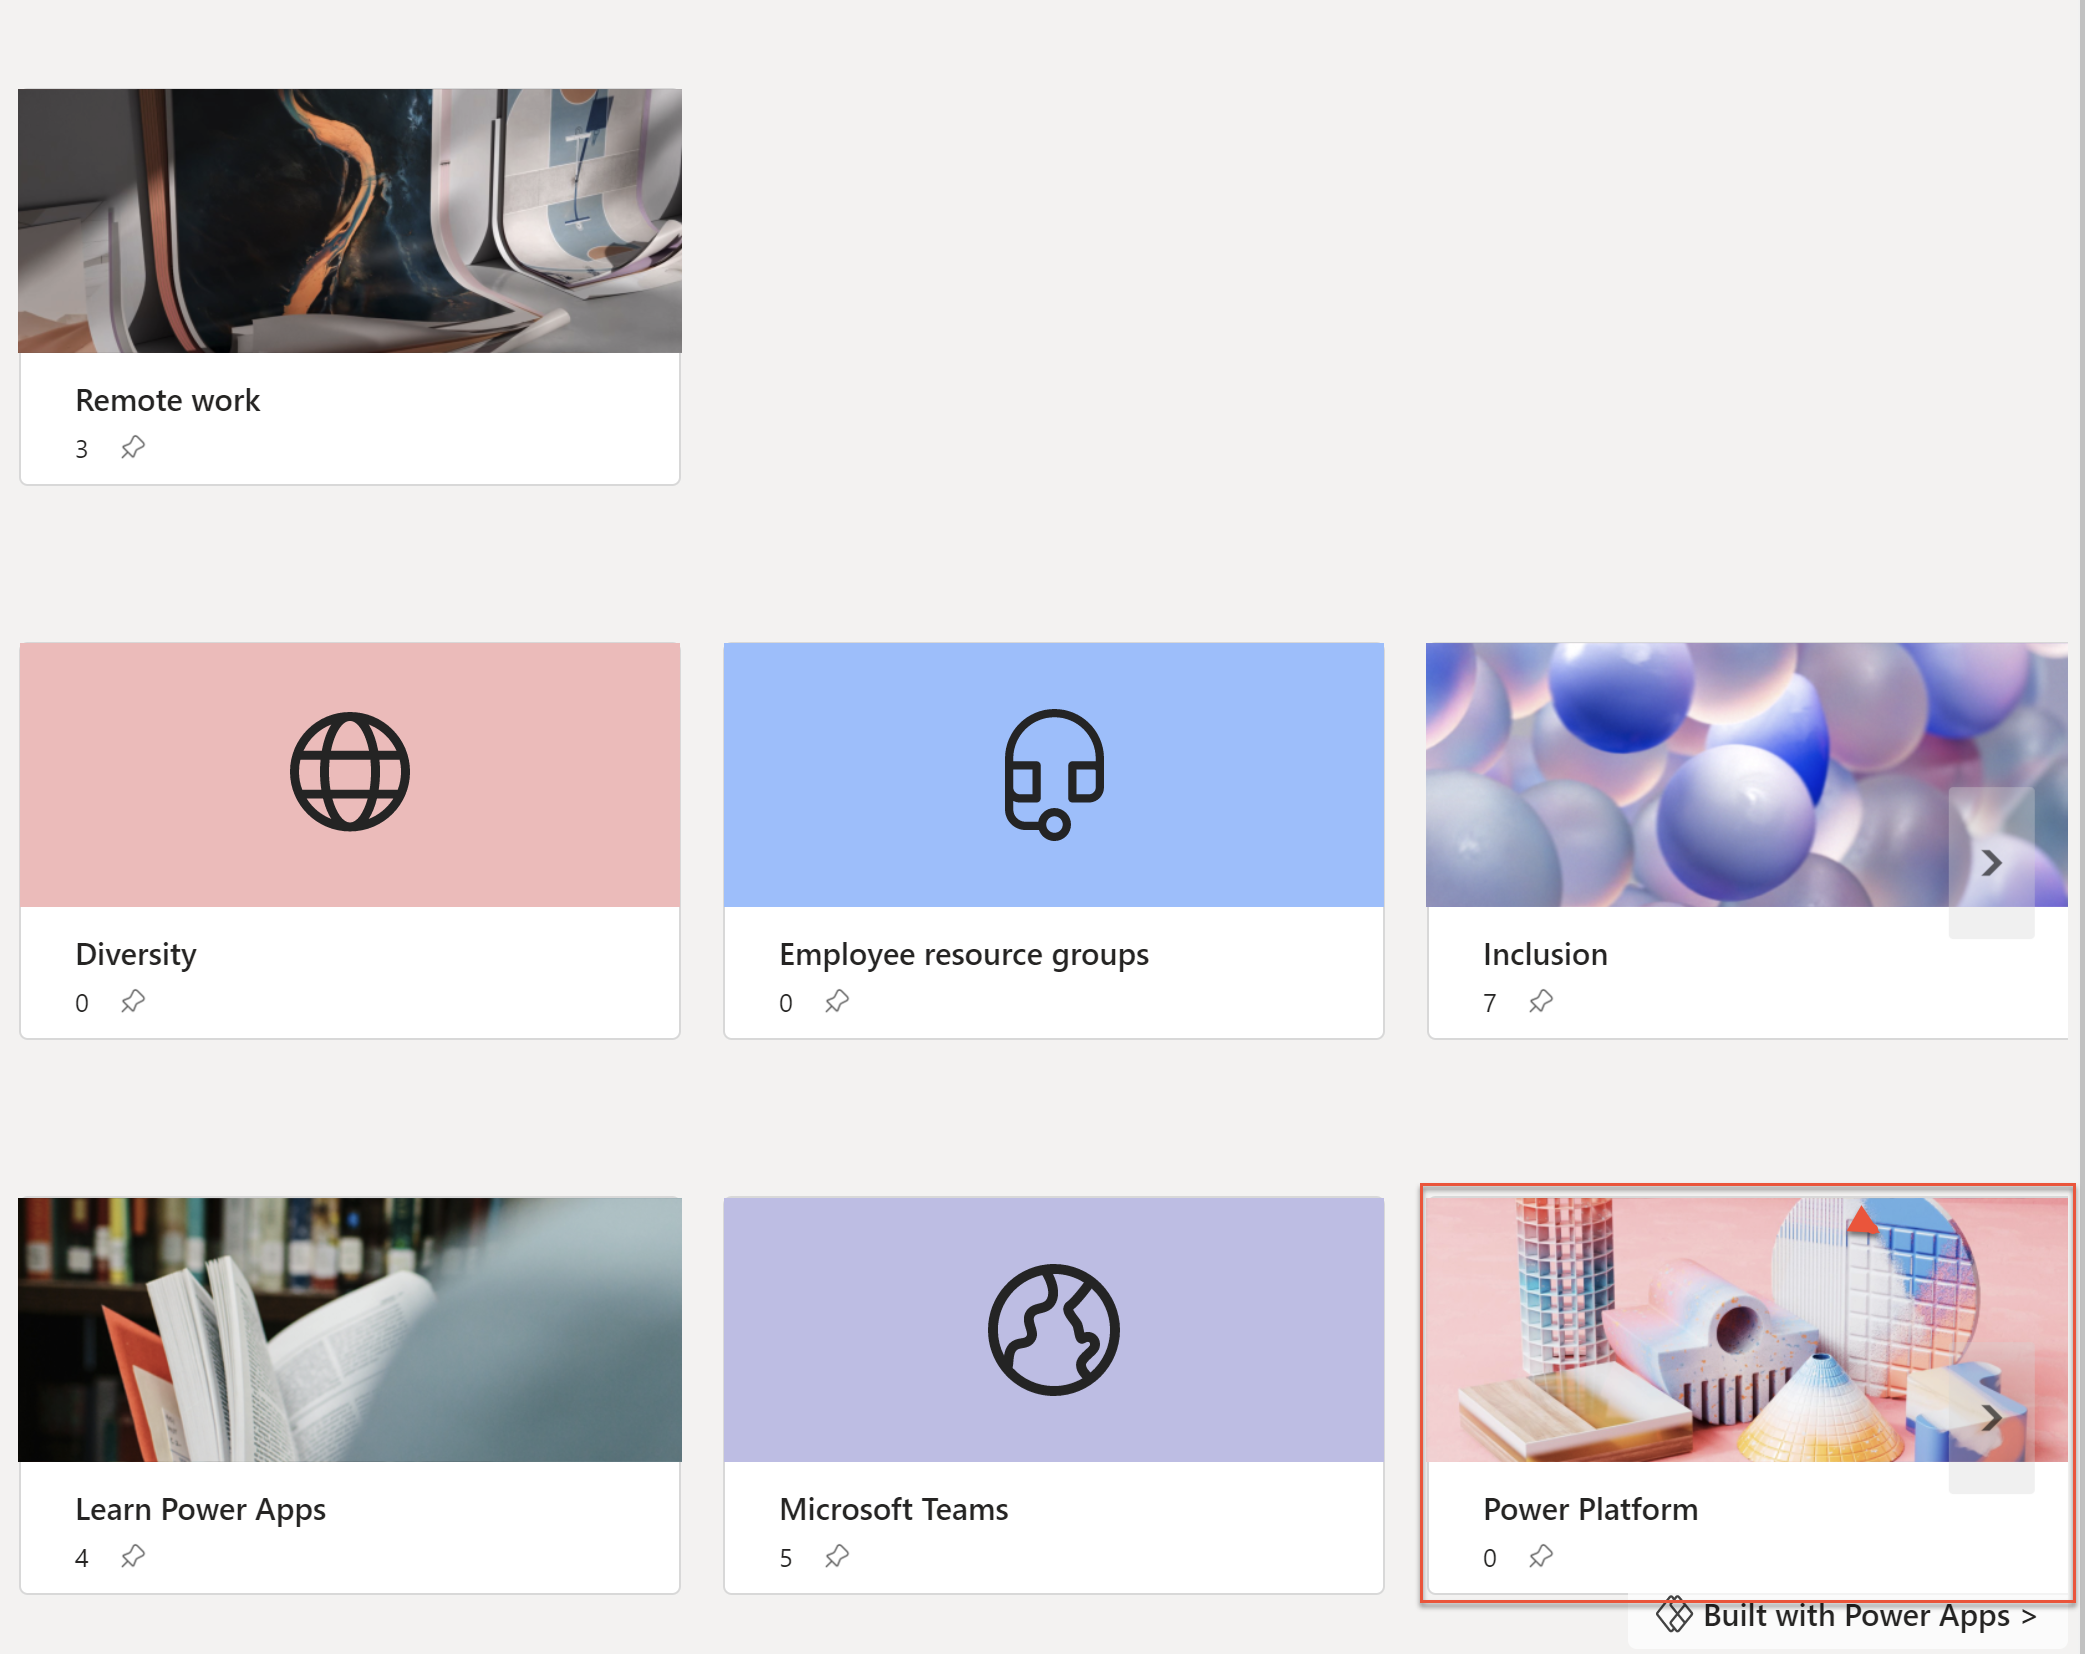 Remote work
3
Diversity
0
Employee resource groups
0
Inclusion
7
Learn Power Apps
4
Microsoft Teams
5
Power Platform
0
Built with Power Apps >